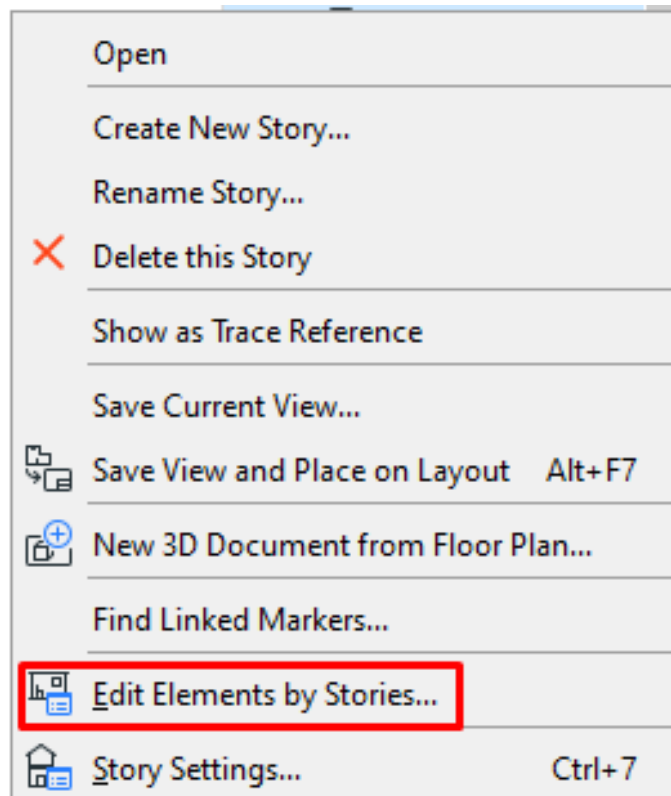 Open
Create New Story...
Rename Story...
Delete this Story
Show as Trace Reference
Save Current View...
Save View and Place on Layout Alt+F7
New 3D Document from Floor Plan...
Find Linked Markers...
Edit Elements by Stories...
Story Settings... Ctrl+7